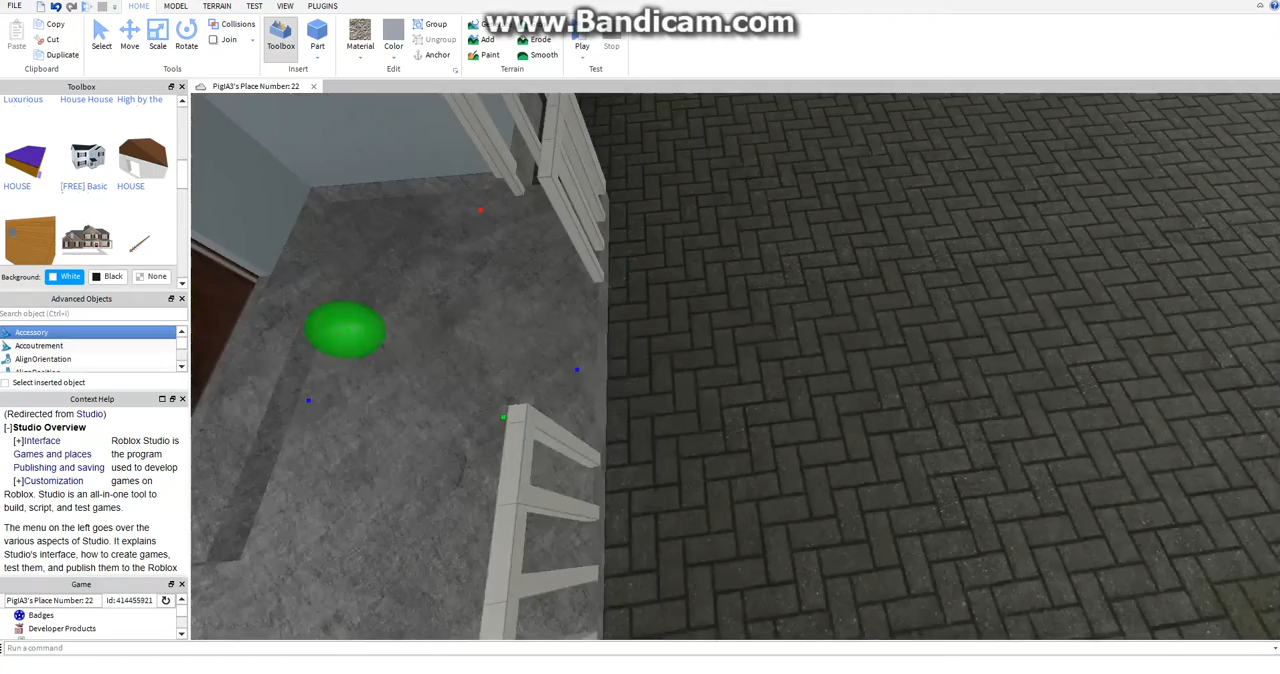 FILE HOME MODEL TERRAIN TEST VIEW PLUGINS
www.Bandicam.com
Paste Copy Cut Duplicate Clipboard
Select Move Scale Rotate Collisions Join Tools
Toolbox Part Insert
Material Color Group Ungroup Anchor Edit
Add Paint Erode Smooth Terrain
Play Stop Test
Toolbox
PigIA3's Place Number: 22
Luxurious House House High by the
HOUSE [FREE] Basic HOUSE
Background: White Black None
Advanced Objects
Search object (Ctrl+I)
Accessory
Accoutrement
AlignOrientation
Select inserted object
Context Help
(Redirected from Studio)
[-]Studio Overview
[+]Interface
Games and places
Publishing and saving
[+]Customization
Roblox Studio is
the program
used to develop
games on
Roblox. Studio is an all-in-one tool to
build, script, and test games.
The menu on the left goes over the
various aspects of Studio. It explains
Studio's interface, how to create games,
test them, and publish them to the Roblox
Game
PigIA3's Place Number: 22 Id: 414455921
Badges
Developer Products
Run a command